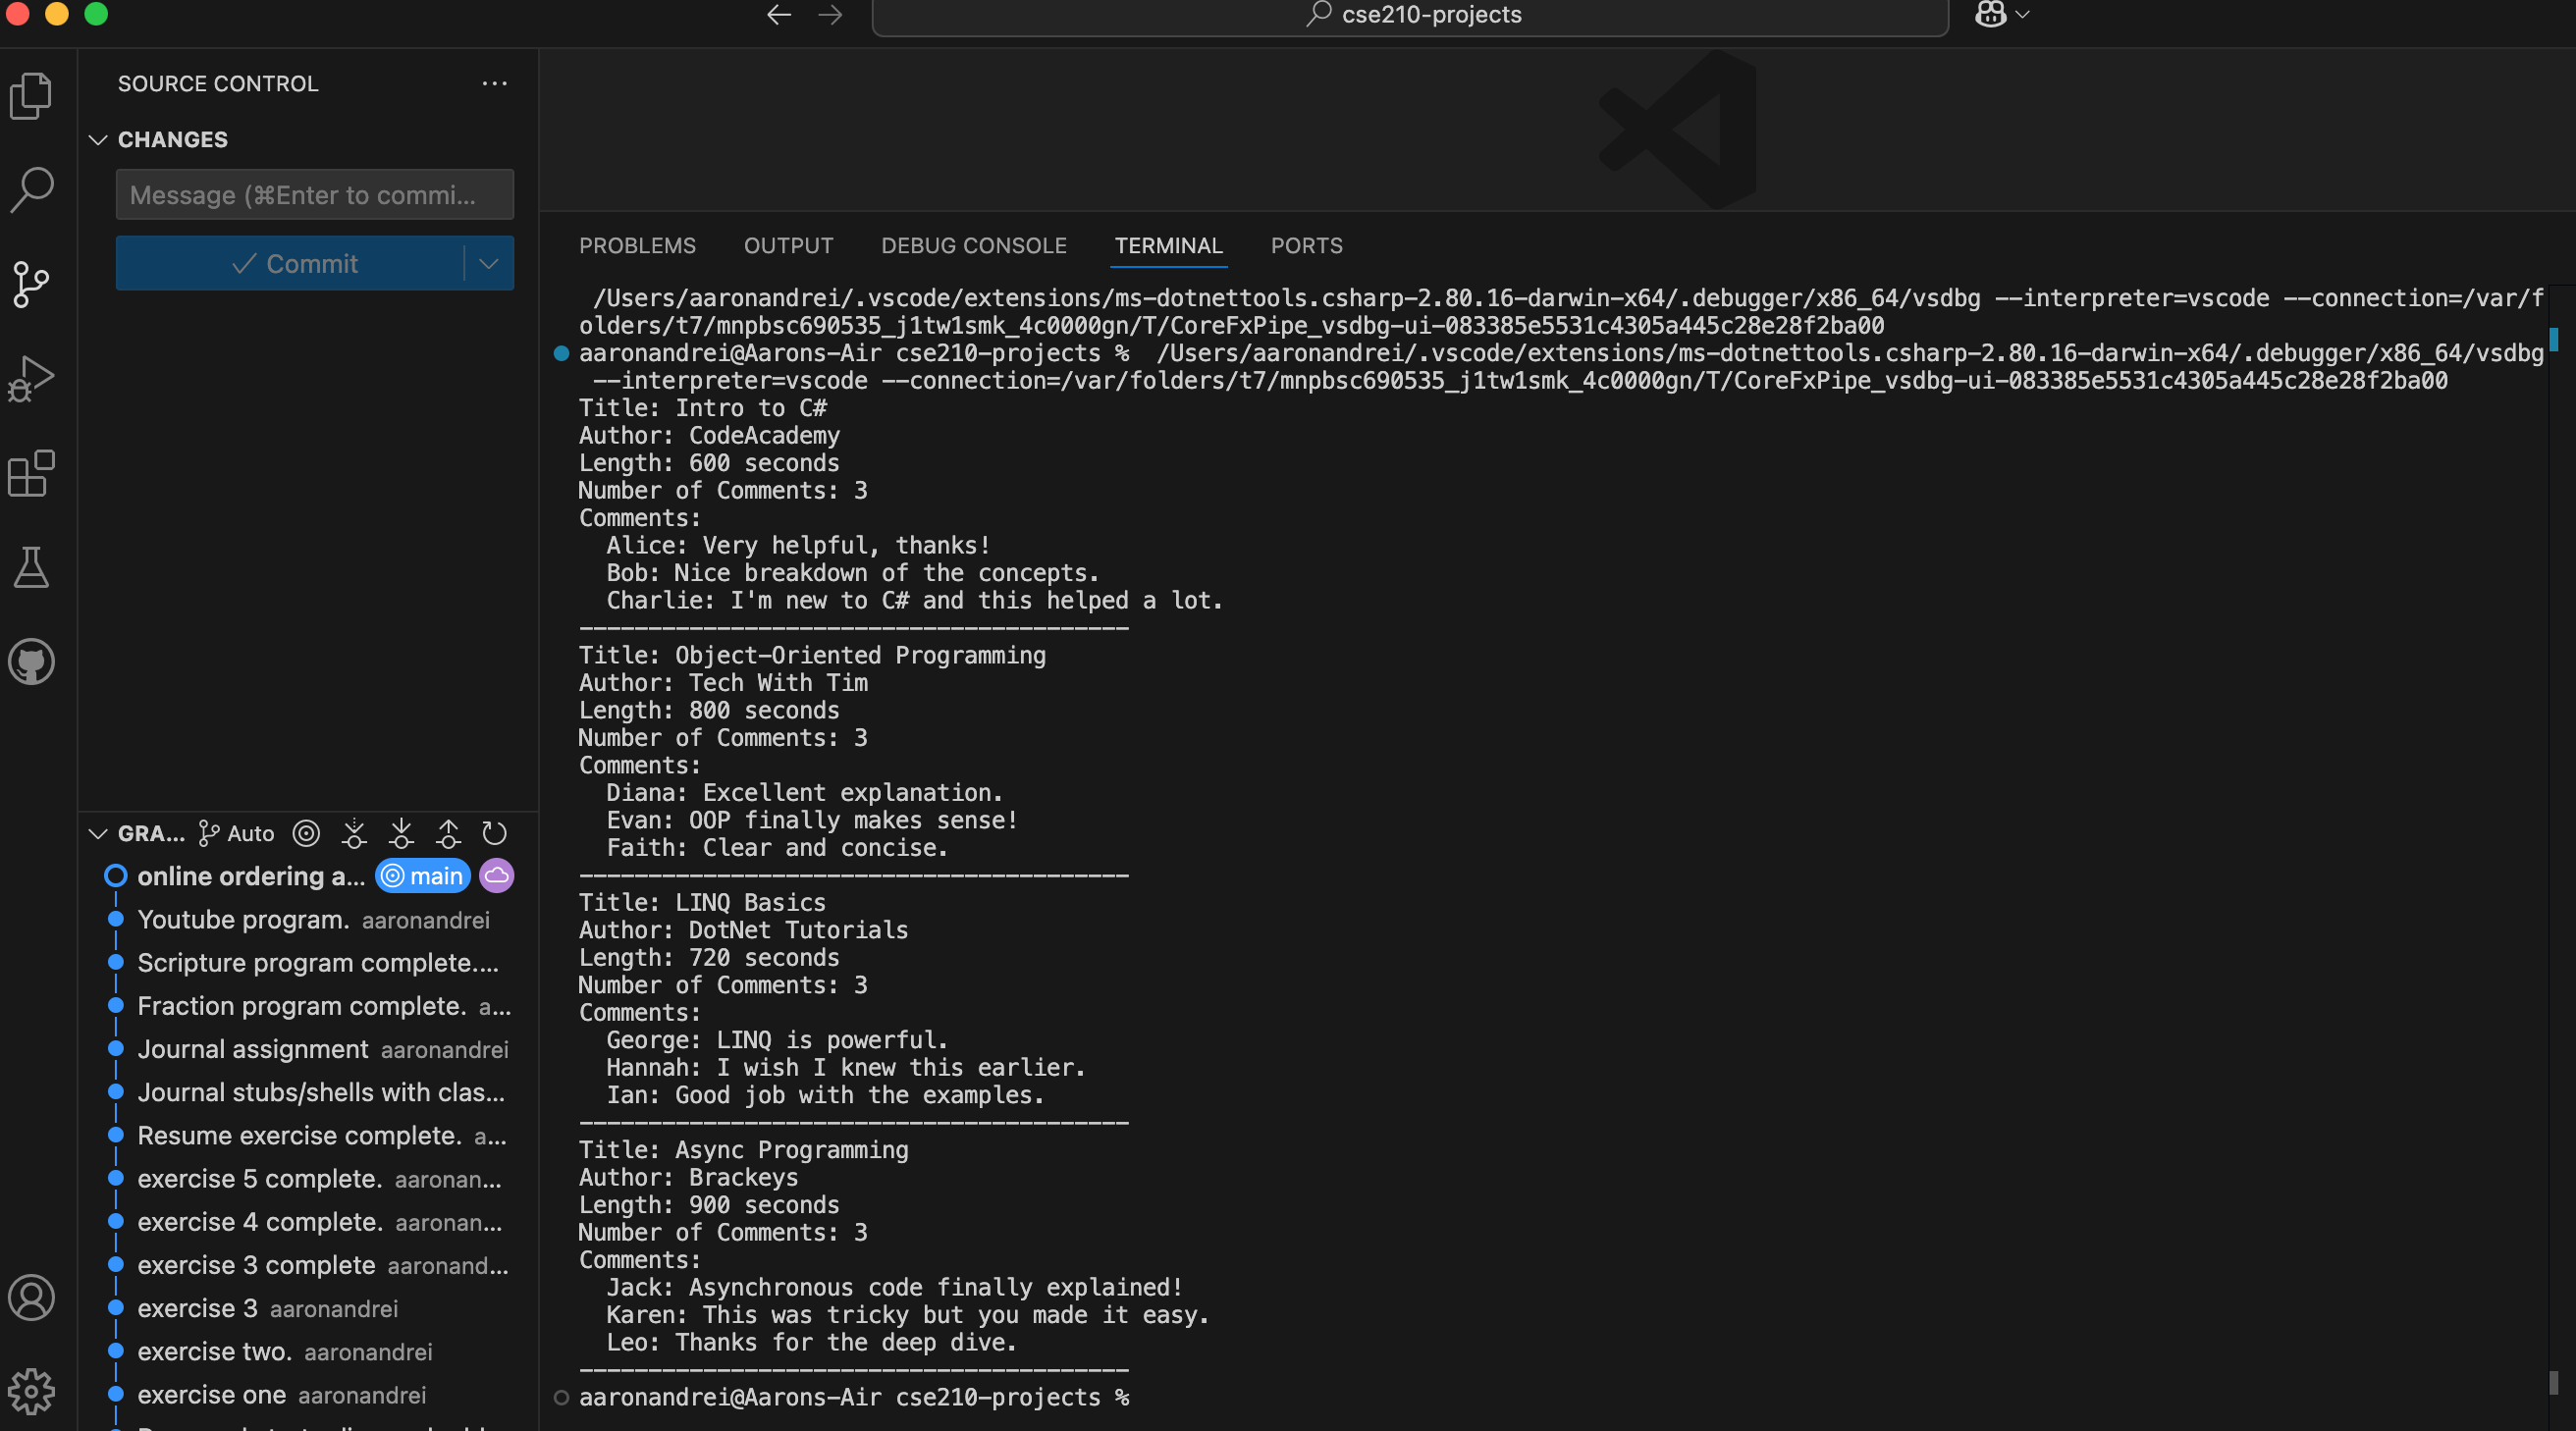 cse210-projects
SOURCE CONTROL
CHANGES
Message (⌘Enter to commi...
Commit
GRA... Auto
online ordering a... main
Youtube program. aaronandrei
Scripture program complete....
Fraction program complete. a...
Journal assignment aaronandrei
Journal stubs/shells with clas...
Resume exercise complete. a...
exercise 5 complete. aaronan...
exercise 4 complete. aaronan...
exercise 3 complete aaronand...
exercise 3 aaronandrei
exercise two. aaronandrei
exercise one aaronandrei
PROBLEMS OUTPUT DEBUG CONSOLE TERMINAL PORTS
/Users/aaronandrei/.vscode/extensions/ms-dotnettools.csharp-2.80.16-darwin-x64/.debugger/x86_64/vsdbg --interpreter=vscode --connection=/var/f
olders/t7/mnpbsc690535_j1tw1smk_4c0000gn/T/CoreFxPipe_vsdbg-ui-083385e5531c4305a445c28e28f2ba00
aaronandrei@Aarons-Air cse210-projects %  /Users/aaronandrei/.vscode/extensions/ms-dotnettools.csharp-2.80.16-darwin-x64/.debugger/x86_64/vsdbg
--interpreter=vscode --connection=/var/folders/t7/mnpbsc690535_j1tw1smk_4c0000gn/T/CoreFxPipe_vsdbg-ui-083385e5531c4305a445c28e28f2ba00
Title: Intro to C#
Author: CodeAcademy
Length: 600 seconds
Number of Comments: 3
Comments:
  Alice: Very helpful, thanks!
  Bob: Nice breakdown of the concepts.
  Charlie: I'm new to C# and this helped a lot.
----------------------------------------
Title: Object-Oriented Programming
Author: Tech With Tim
Length: 800 seconds
Number of Comments: 3
Comments:
  Diana: Excellent explanation.
  Evan: OOP finally makes sense!
  Faith: Clear and concise.
----------------------------------------
Title: LINQ Basics
Author: DotNet Tutorials
Length: 720 seconds
Number of Comments: 3
Comments:
  George: LINQ is powerful.
  Hannah: I wish I knew this earlier.
  Ian: Good job with the examples.
----------------------------------------
Title: Async Programming
Author: Brackeys
Length: 900 seconds
Number of Comments: 3
Comments:
  Jack: Asynchronous code finally explained!
  Karen: This was tricky but you made it easy.
  Leo: Thanks for the deep dive.
----------------------------------------
aaronandrei@Aarons-Air cse210-projects %